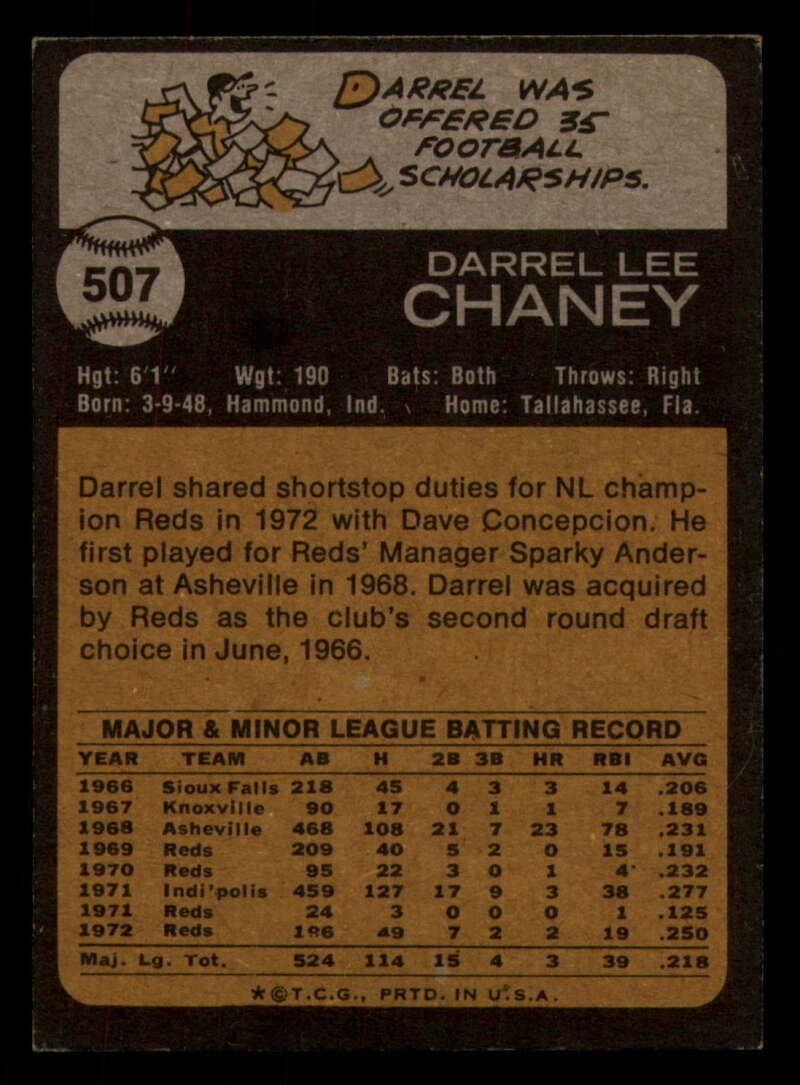 DARREL WAS
OFFERED 35
FOOTBALL
SCHOLARSHIPS.
507
DARREL LEE
CHANEY
Hgt: 6'1" Wgt: 190 Bats: Both Throws: Right
Born: 3-9-48, Hammond, Ind. Home: Tallahassee, Fla.
Darrel shared shortstop duties for NL champ-
ion Reds in 1972 with Dave Concepcion. He
first played for Reds' Manager Sparky Ander-
son at Asheville in 1968. Darrel was acquired
by Reds as the club's second round draft
choice in June, 1966.
MAJOR & MINOR LEAGUE BATTING RECORD
YEAR TEAM AB H 2B 3B HR RBI AVG
1966 Sioux Falls 218 45 4 3 3 14 .206
1967 Knoxville 90 17 0 1 1 7 .189
1968 Asheville 468 108 21 7 23 78 .231
1969 Reds 209 40 5 2 0 15 .191
1970 Reds 95 22 3 0 1 4 .232
1971 Indi'polis 459 127 17 9 3 38 .277
1971 Reds 24 3 0 0 0 1 .125
1972 Reds 196 49 7 2 2 19 .250
Maj. Lg. Tot. 524 114 15 4 3 39 .218
*©T.C.G., PRTD. IN U.S.A.